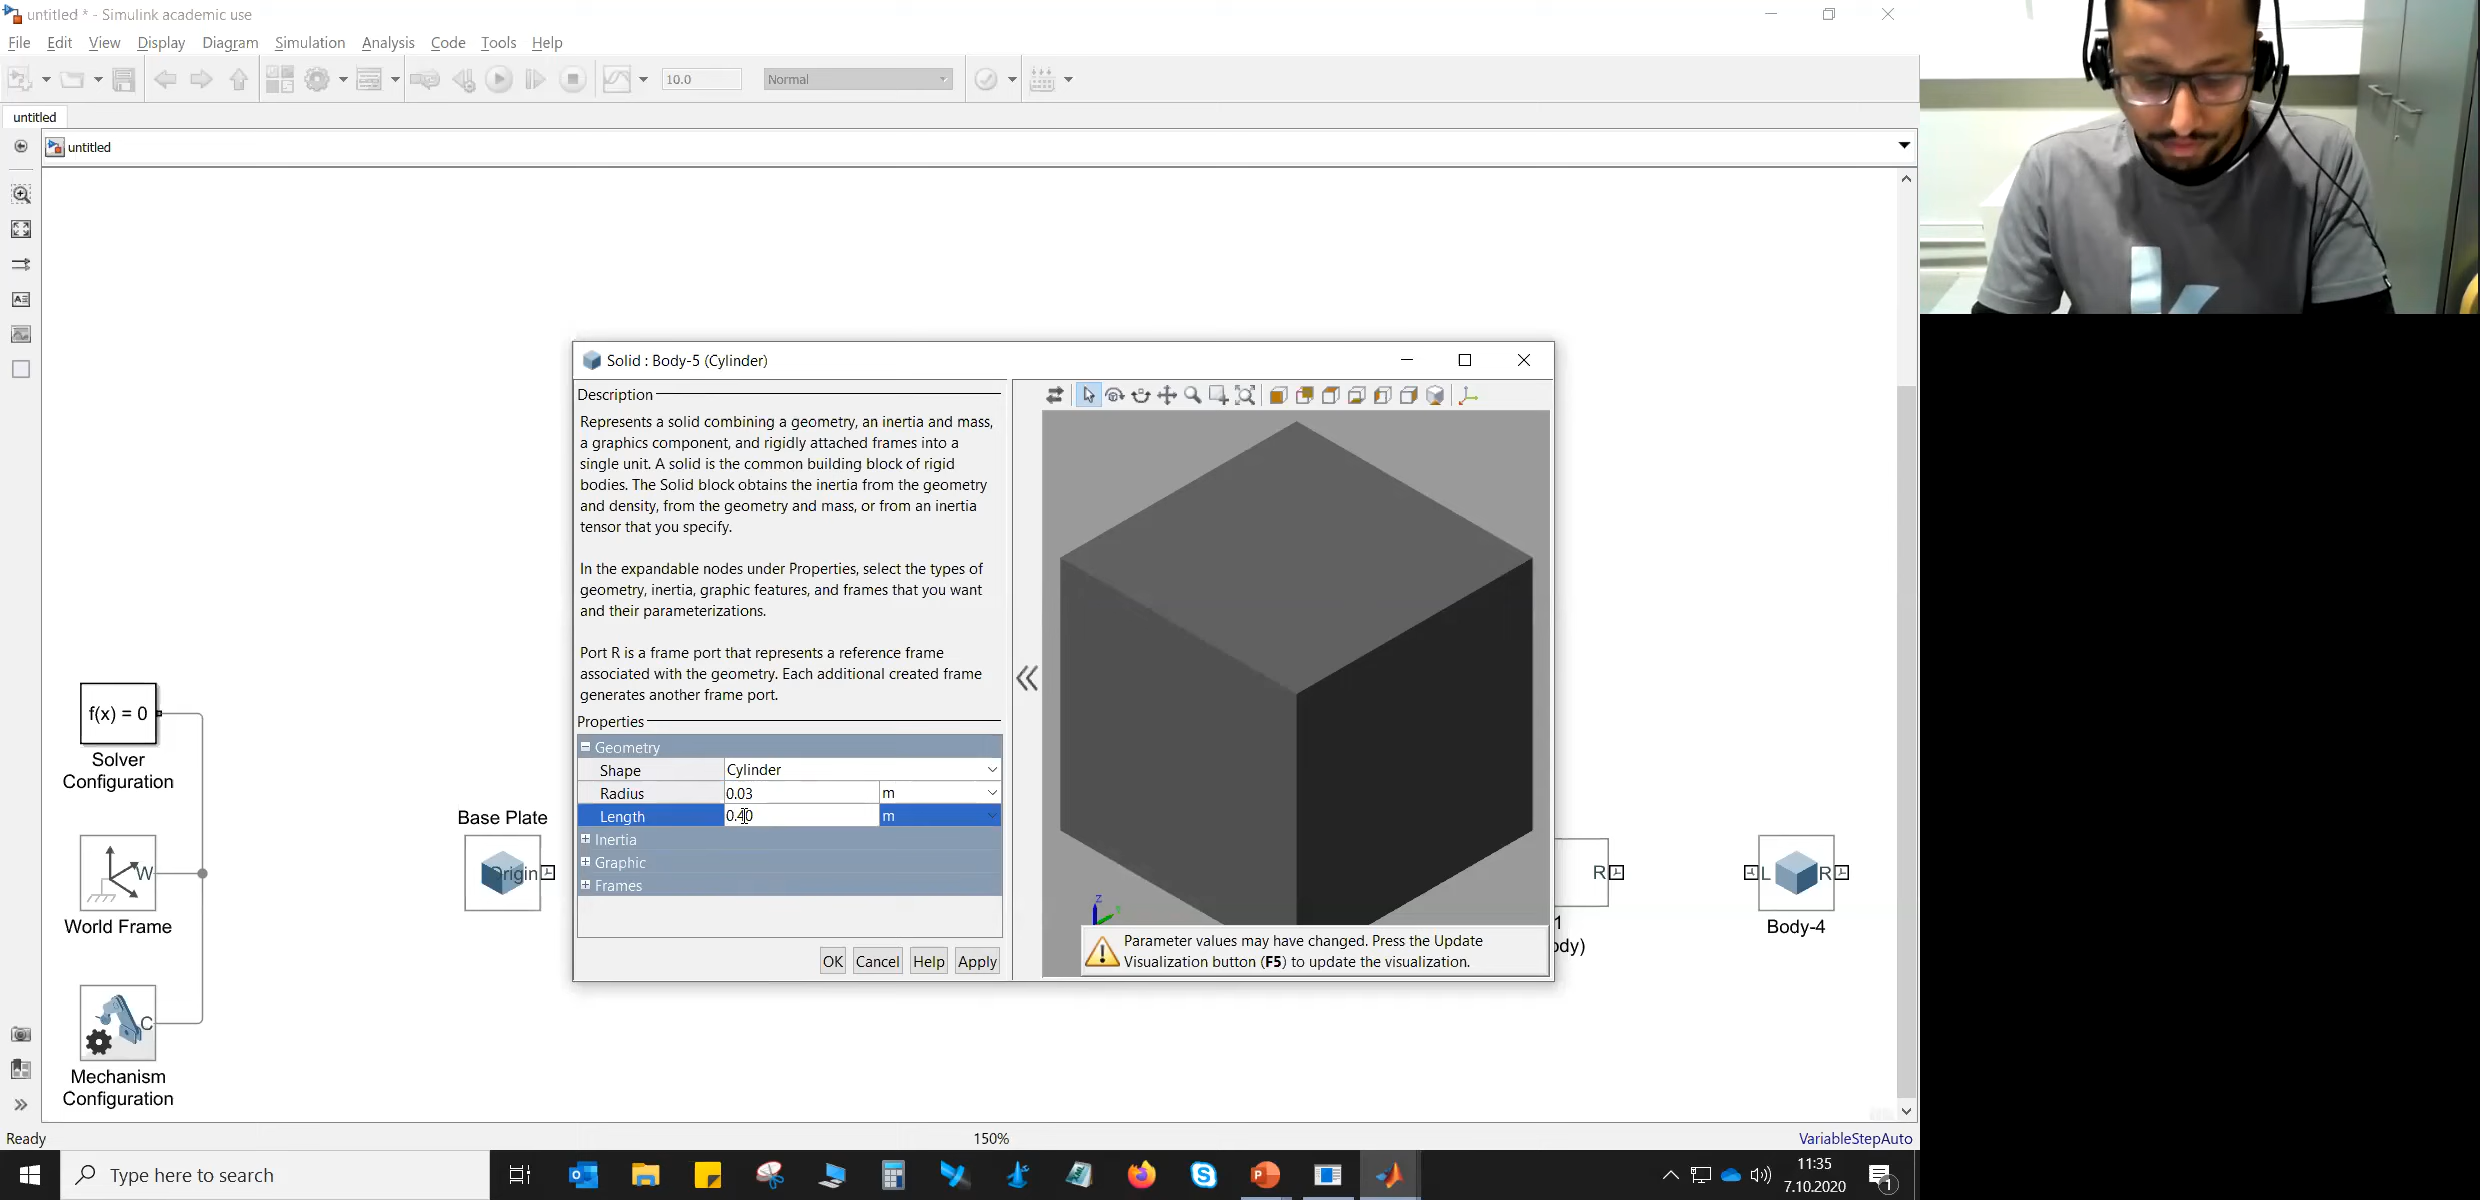 untitled * - Simulink academic use
File Edit View Display Diagram Simulation Analysis Code Tools Help
10.0
Normal
untitled
untitled
Solid : Body-5 (Cylinder)
Description
Represents a solid combining a geometry, an inertia and mass,
a graphics component, and rigidly attached frames into a
single unit. A solid is the common building block of rigid
bodies. The Solid block obtains the inertia from the geometry
and density, from the geometry and mass, or from an inertia
tensor that you specify.
In the expandable nodes under Properties, select the types of
geometry, inertia, graphic features, and frames that you want
and their parameterizations.
Port R is a frame port that represents a reference frame
associated with the geometry. Each additional created frame
generates another frame port.
Properties
Geometry
Shape Cylinder
Radius 0.03 m
Length 0.40 m
Inertia
Graphic
Frames
OK Cancel Help Apply
z
Parameter values may have changed. Press the Update
Visualization button (F5) to update the visualization.
f(x) = 0
Solver
Configuration
W
World Frame
C
Mechanism
Configuration
Base Plate
Origin
R
1
ody)
L R
Body-4
Ready
150%
VariableStepAuto
Type here to search
11:35
7.10.2020
1